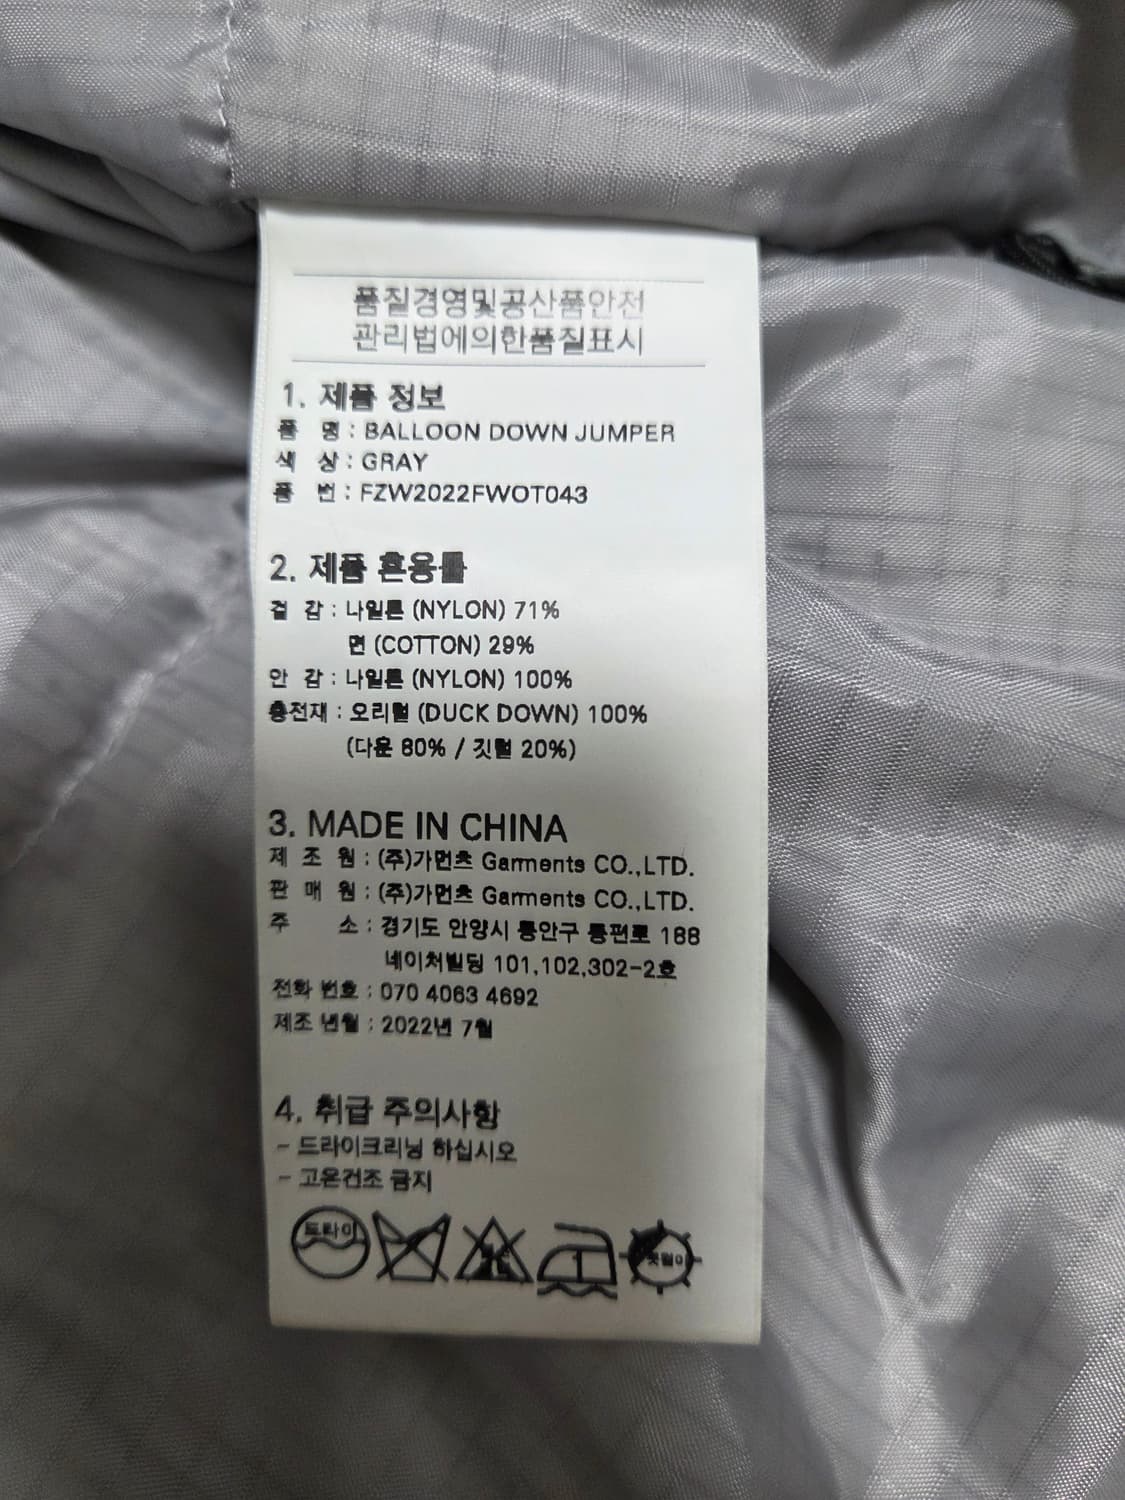 품질경영및공산품안전
관리법에의한품질표시
1. 제품 정보
품 명 : BALLOON DOWN JUMPER
색 상 : GRAY
품 번 : FZW2022FWOT043
2. 제품 혼용률
겉 감 : 나일론 (NYLON) 71%
면 (COTTON) 29%
안 감 : 나일론 (NYLON) 100%
충전재 : 오리털 (DUCK DOWN) 100%
(다운 80% / 깃털 20%)
3. MADE IN CHINA
제 조 원 : (주)가먼츠 Garments CO.,LTD.
판 매 원 : (주)가먼츠 Garments CO.,LTD.
주 소 : 경기도 안양시 동안구 동편로 188
네이처빌딩 101,102,302-2호
전화 번호 : 070 4063 4692
제조 년월 : 2022년 7월
4. 취급 주의사항
- 드라이크리닝 하십시오
- 고온건조 금지
드라이
옷걸이